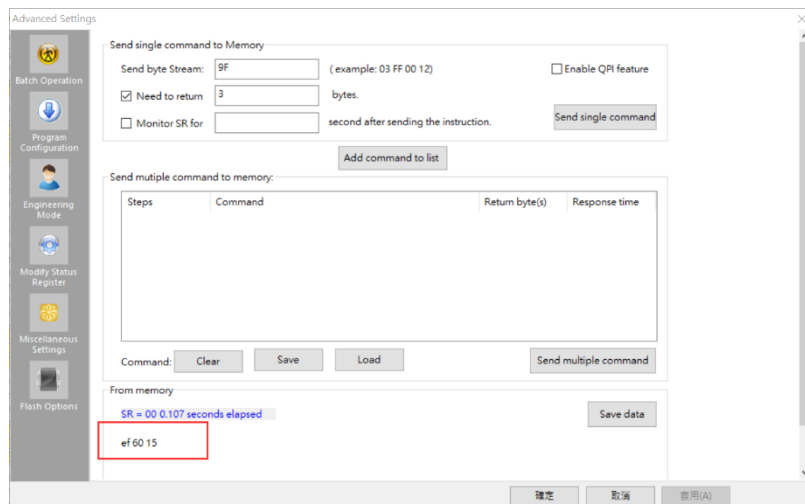 Advanced Settings
Batch Operation
Program
Configuration
Engineering
Mode
Modify Status
Register
Miscellaneous
Settings
Flash Options
Send single command to Memory
Send byte Stream: 9F ( example: 03 FF 00 12) Enable QPI feature
Need to return 3 bytes.
Monitor SR for second after sending the instruction. Send single command
Add command to list
Send mutiple command to memory:
Steps Command Return byte(s) Response time
Command: Clear Save Load Send multiple command
From memory
SR = 00 0.107 seconds elapsed Save data
ef 60 15
確定 取消 套用(A)